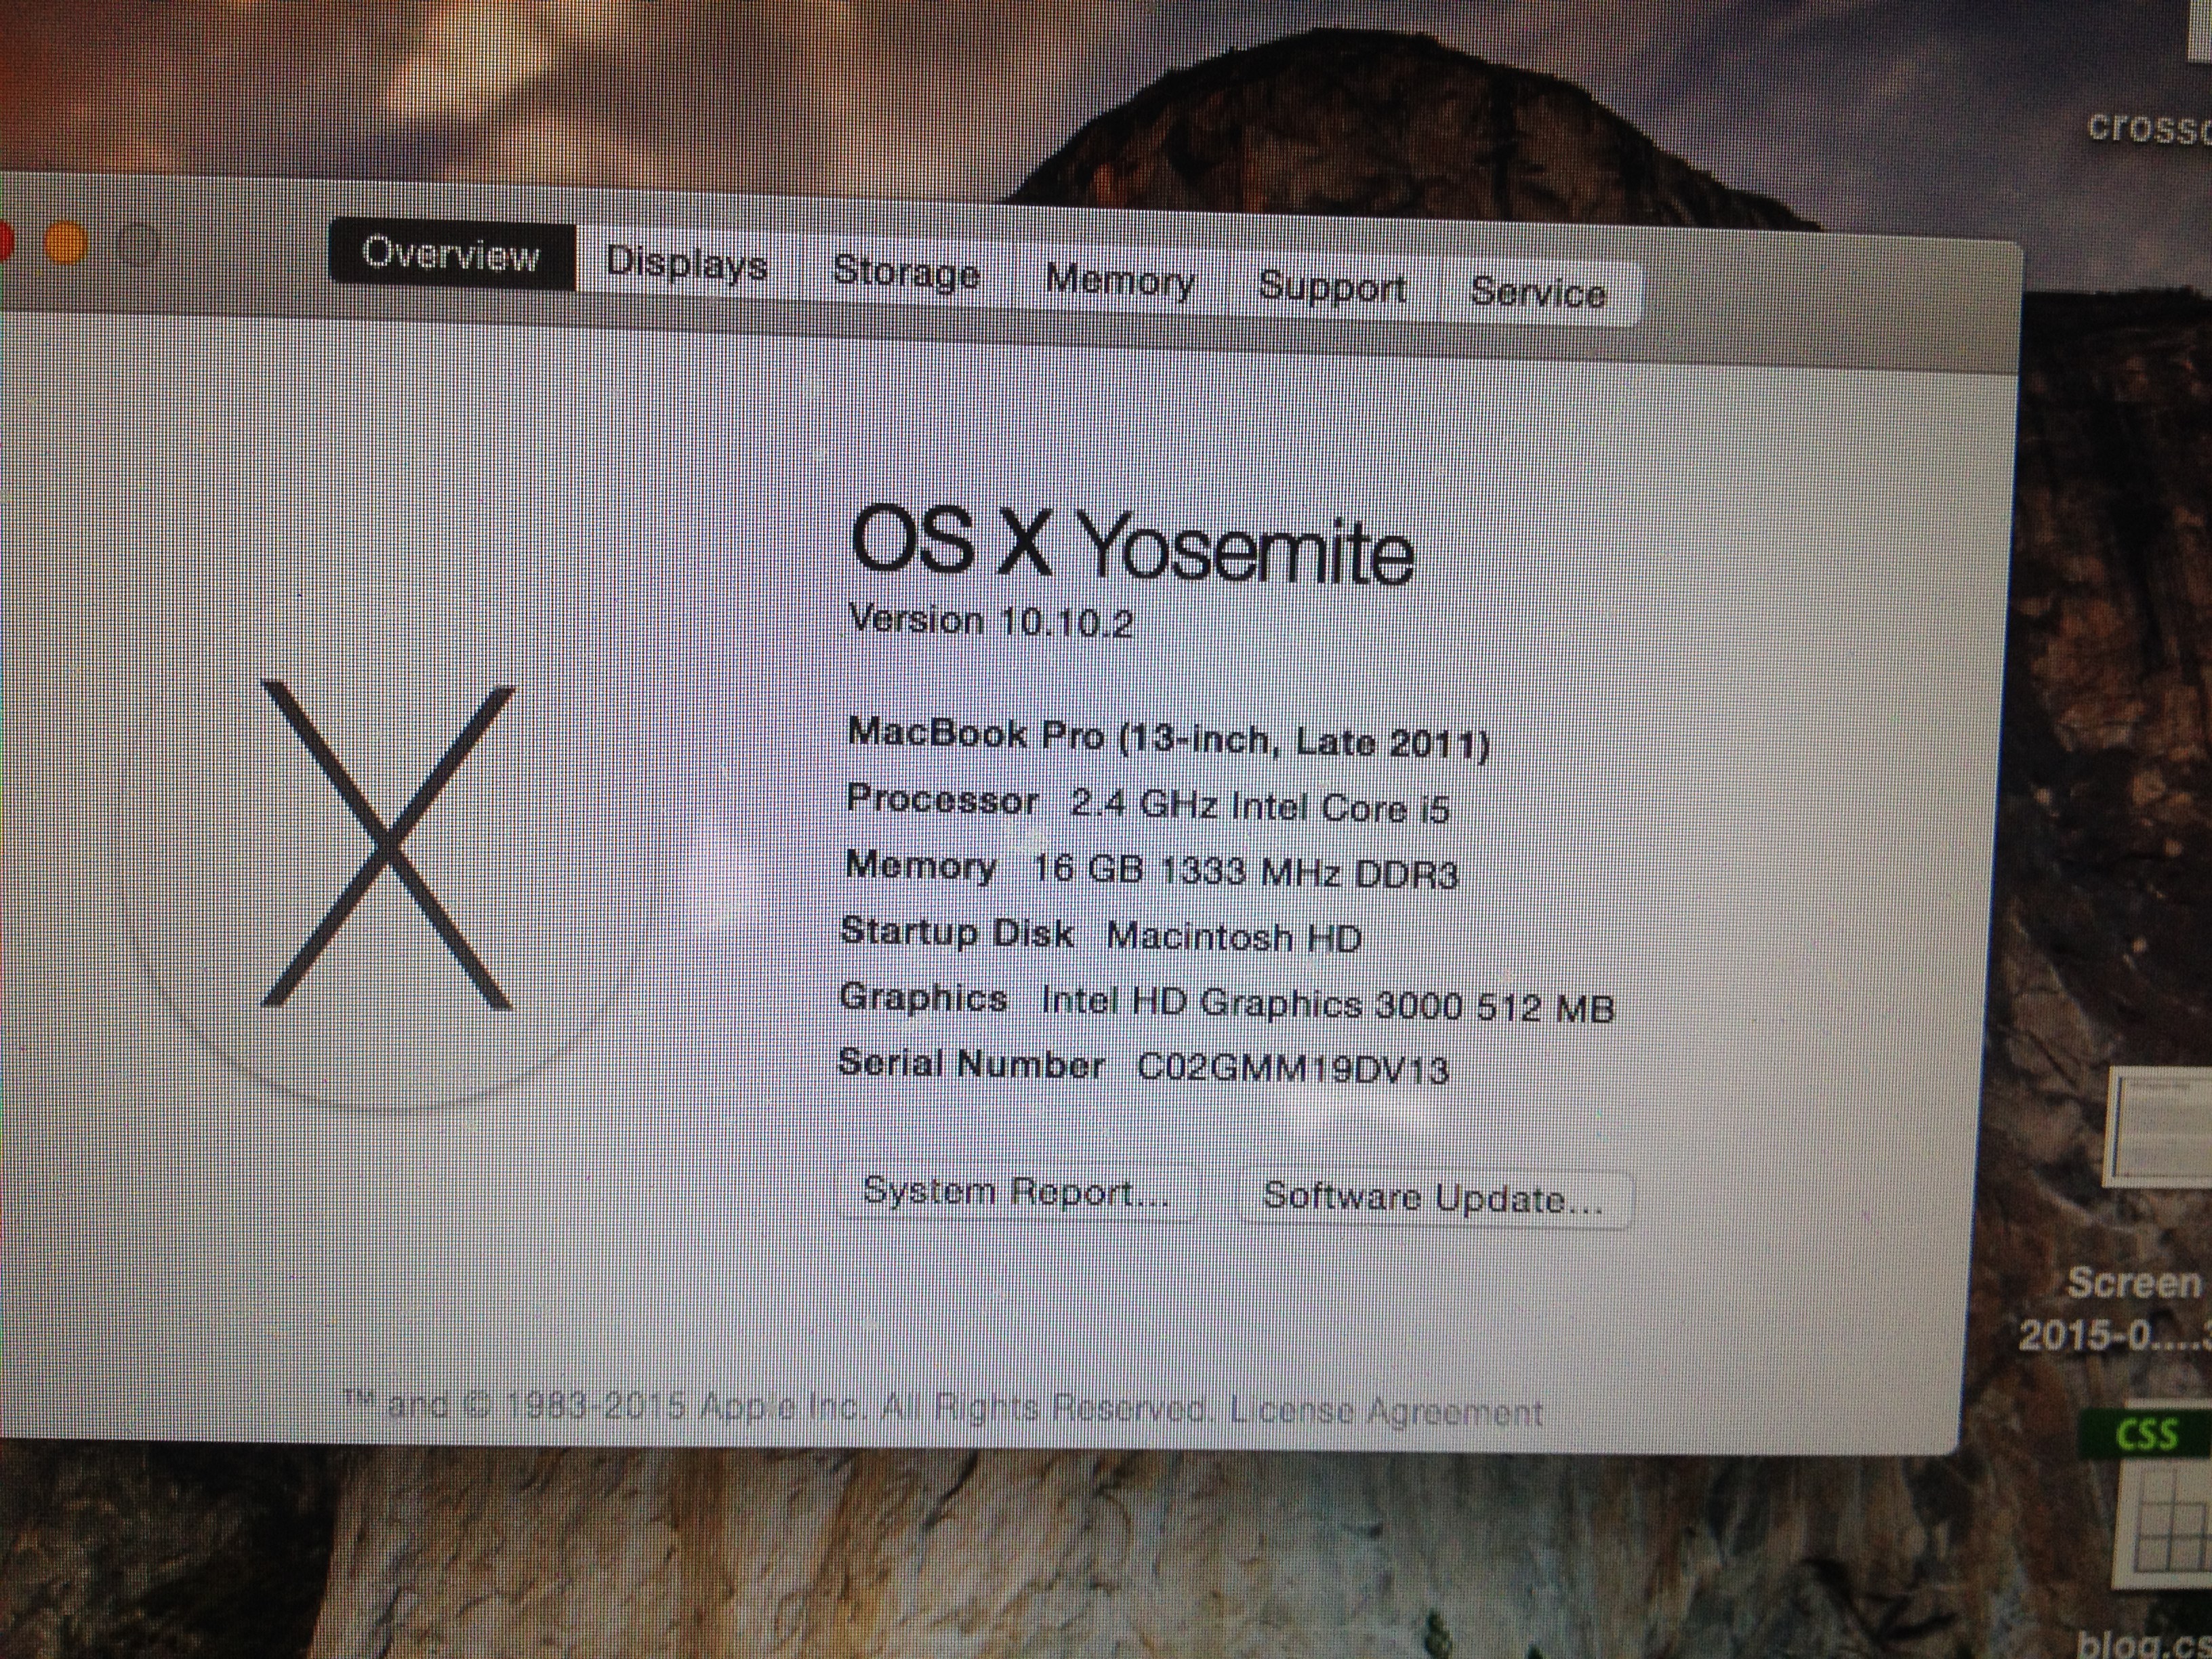 crossc
Overview Displays Storage Memory Support Service
OS X Yosemite
Version 10.10.2
MacBook Pro (13-inch, Late 2011)
Processor 2.4 GHz Intel Core i5
Memory 16 GB 1333 MHz DDR3
Startup Disk Macintosh HD
Graphics Intel HD Graphics 3000 512 MB
Serial Number C02GMM19DV13
System Report... Software Update...
Screen
2015-0....
™ and © 1983-2015 Apple Inc. All Rights Reserved. License Agreement
CSS
blog.cs